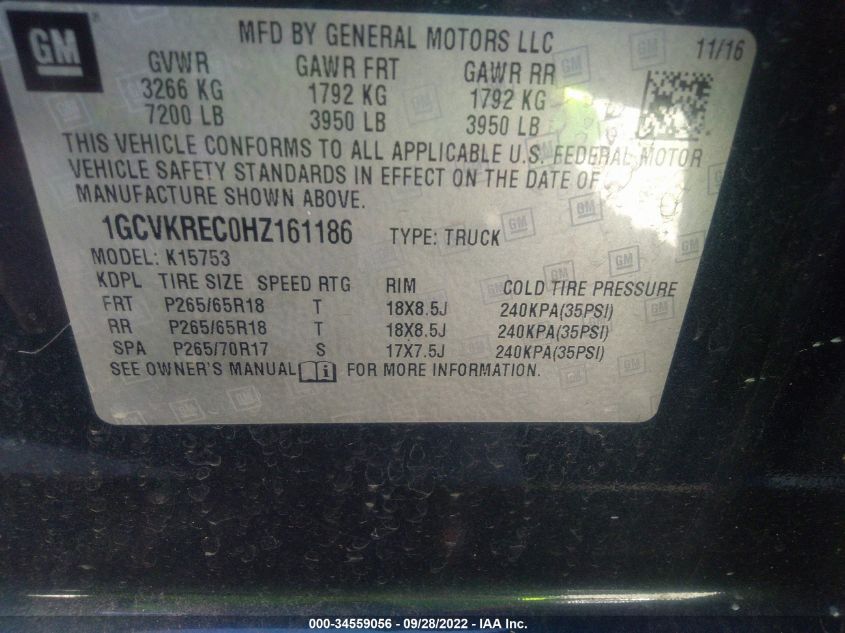 GM
MFD BY GENERAL MOTORS LLC
11/16
GVWR GAWR FRT GAWR RR
3266 KG 1792 KG 1792 KG
7200 LB 3950 LB 3950 LB
THIS VEHICLE CONFORMS TO ALL APPLICABLE U.S. FEDERAL MOTOR
VEHICLE SAFETY STANDARDS IN EFFECT ON THE DATE OF
MANUFACTURE SHOWN ABOVE.
1GCVKREC0HZ161186 TYPE: TRUCK
MODEL: K15753
KDPL TIRE SIZE SPEED RTG RIM COLD TIRE PRESSURE
FRT P265/65R18 T 18X8.5J 240KPA(35PSI)
RR P265/65R18 T 18X8.5J 240KPA(35PSI)
SPA P265/70R17 S 17X7.5J 240KPA(35PSI)
SEE OWNER'S MANUAL i FOR MORE INFORMATION.
000-34559056 - 09/28/2022 - IAA Inc.